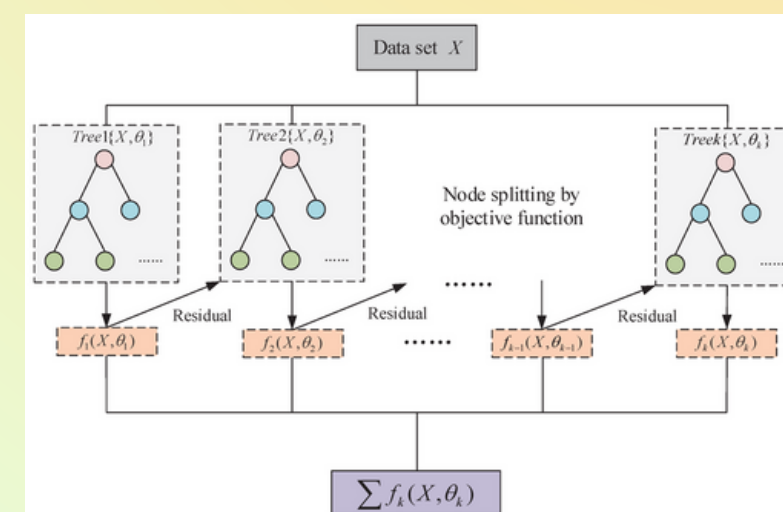 Data set X
Tree1{X,θ₁}
Tree2{X,θ₂}
Treek{X,θₖ}
Node splitting by
objective function
......
......
......
......
Residual
Residual
Residual
f₁(X,θ₁)
f₂(X,θ₂)
......
fₖ₋₁(X,θₖ₋₁)
fₖ(X,θₖ)
∑ fₖ(X,θₖ)